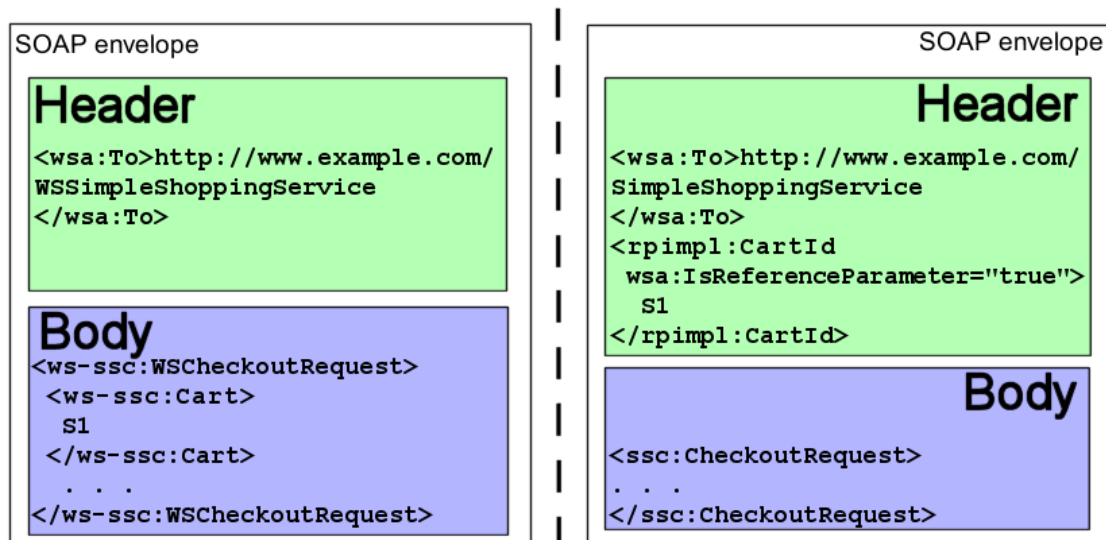 SOAP envelope
Header
<wsa:To>http://www.example.com/
WSSimpleShoppingService
</wsa:To>
Body
<ws-ssc:WSCheckoutRequest>
<ws-ssc:Cart>
S1
</ws-ssc:Cart>
. . .
</ws-ssc:WSCheckoutRequest>
SOAP envelope
Header
<wsa:To>http://www.example.com/
SimpleShoppingService
</wsa:To>
<rpimpl:CartId
wsa:IsReferenceParameter="true">
S1
</rpimpl:CartId>
Body
<ssc:CheckoutRequest>
. . .
</ssc:CheckoutRequest>